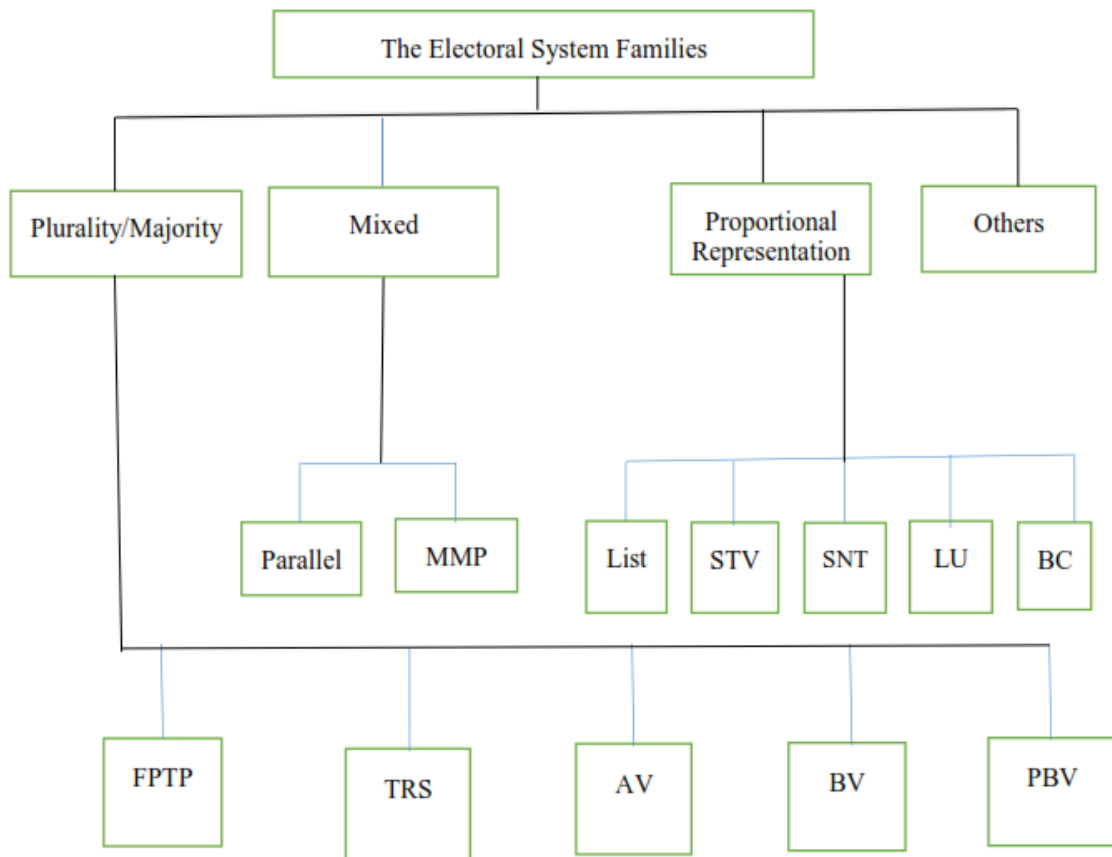 The Electoral System Families
Plurality/Majority
Mixed
Proportional
Representation
Others
Parallel
MMP
List
STV
SNT
LU
BC
FPTP
TRS
AV
BV
PBV